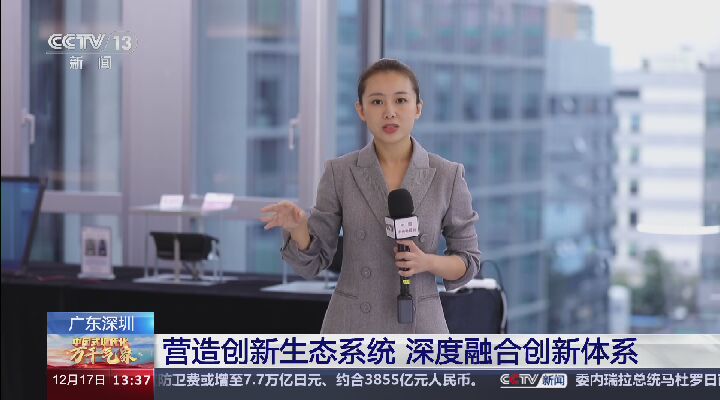 CCTV 13
新闻
广东深圳
中国式现代化
万千气象
营造创新生态系统 深度融合创新体系
12月17日 13:37
防卫费或增至7.7万亿日元、约合3855亿元人民币。 CCTV 新闻 委内瑞拉总统马杜罗日